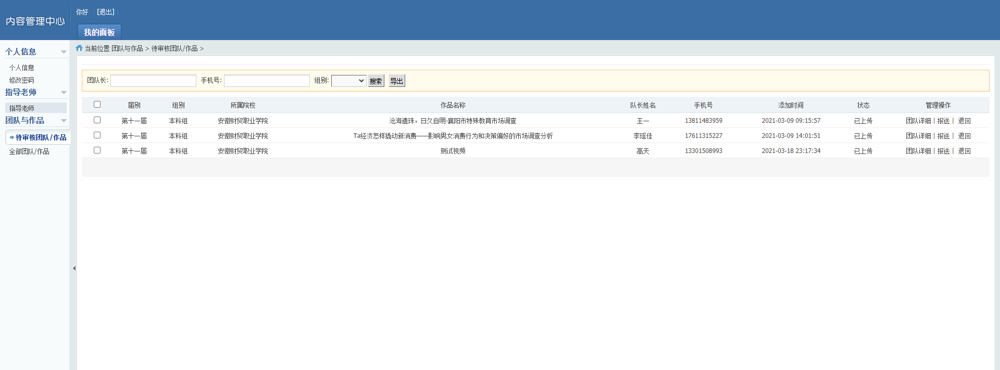 内容管理中心
你好 [退出]
我的面板
个人信息
个人信息
修改密码
指导老师
指导老师
团队与作品
待审核团队/作品
全部团队/作品
当前位置 团队与作品 > 待审核团队/作品 >
团队长: 手机号: 组别: 搜索 导出
届别 组别 所属院校 作品名称 队长姓名 手机号 添加时间 状态 管理操作
第十一届 本科组 安徽财贸职业学院 沧海遗珠，日久自明-襄阳市特殊教育市场调查 王一 13811483959 2021-03-09 09:15:57 已上传 团队详细 | 报送 | 退回
第十一届 本科组 安徽财贸职业学院 Ta经济怎样撬动新消费——影响男女消费行为和决策偏好的市场调查分析 李瑶佳 17611315227 2021-03-09 14:01:51 已上传 团队详细 | 报送 | 退回
第十一届 本科组 安徽财贸职业学院 测试视频 高天 13301508993 2021-03-18 23:17:34 已上传 团队详细 | 报送 | 退回